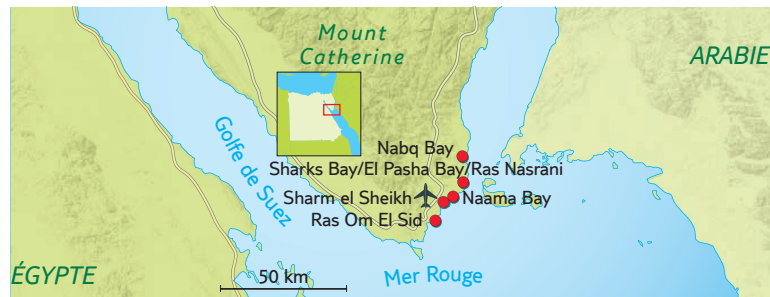 Mount
Catherine
ARABIE
Golfe de Suez
Nabq Bay
Sharks Bay/El Pasha Bay/Ras Nasrani
Sharm el Sheikh
Naama Bay
Ras Om El Sid
ÉGYPTE
50 km
Mer Rouge